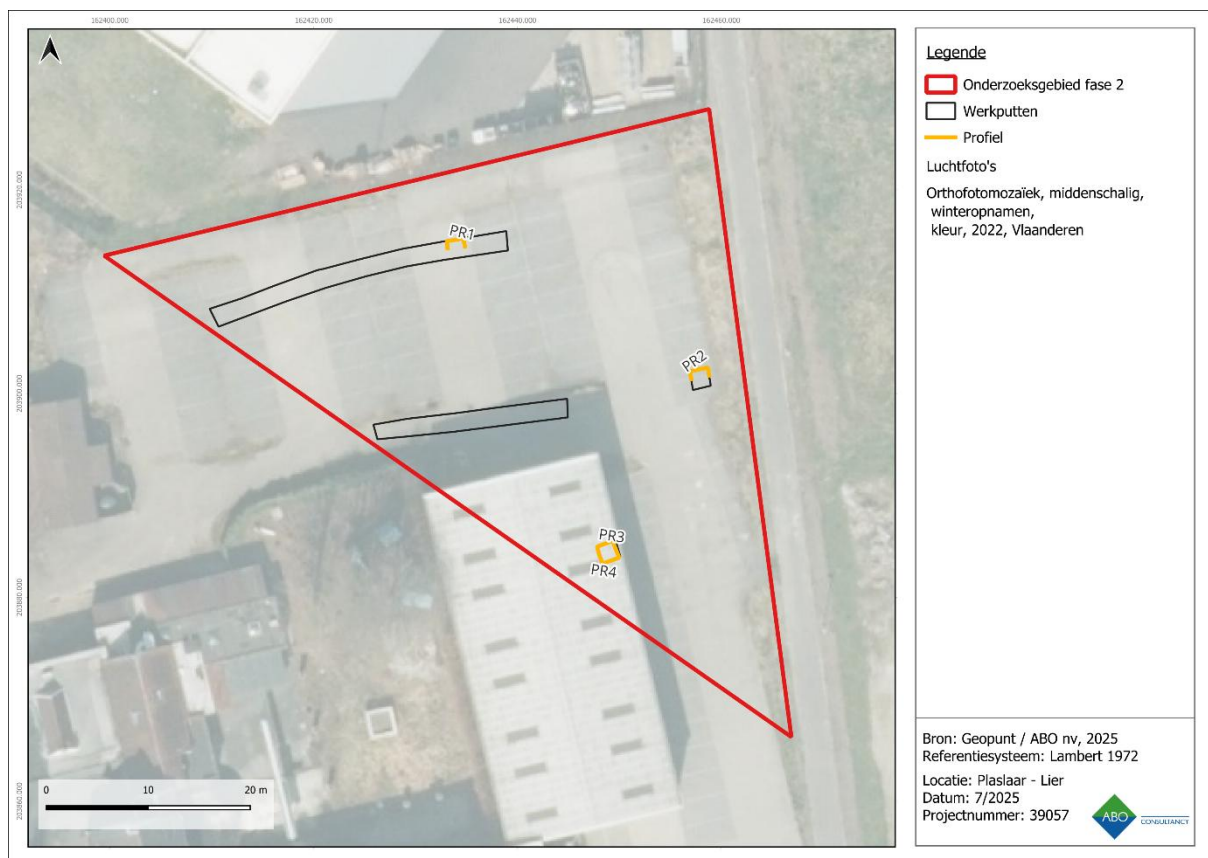 162400.000
162420.000
162440.000
162460.000
203920.000
203900.000
203880.000
203860.000
PR1
PR2
PR3
PR4
0 10 20 m
Legende
Onderzoeksgebied fase 2
Werkputten
Profiel
Luchtfoto's
Orthofotomozaïek, middenschalig,
winteropnamen,
kleur, 2022, Vlaanderen
Bron: Geopunt / ABO nv, 2025
Referentiesysteem: Lambert 1972
Locatie: Plaslaar - Lier
Datum: 7/2025
Projectnummer: 39057
ABO CONSULTANCY